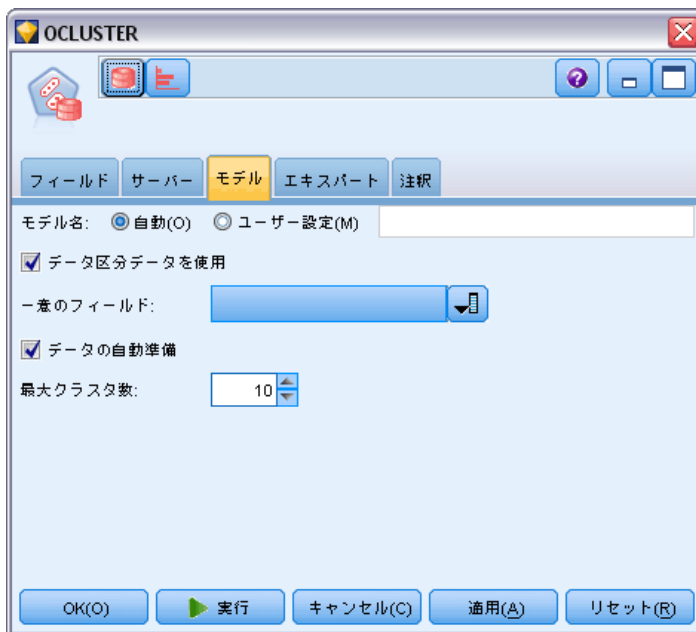 OCLUSTER
?
フィールド サーバー モデル エキスパート 注釈
モデル名: 自動(O) ユーザー設定(M)
データ区分データを使用
一意のフィールド:
データの自動準備
最大クラスタ数: 10
OK(O) 実行 キャンセル(C) 適用(A) リセット(R)